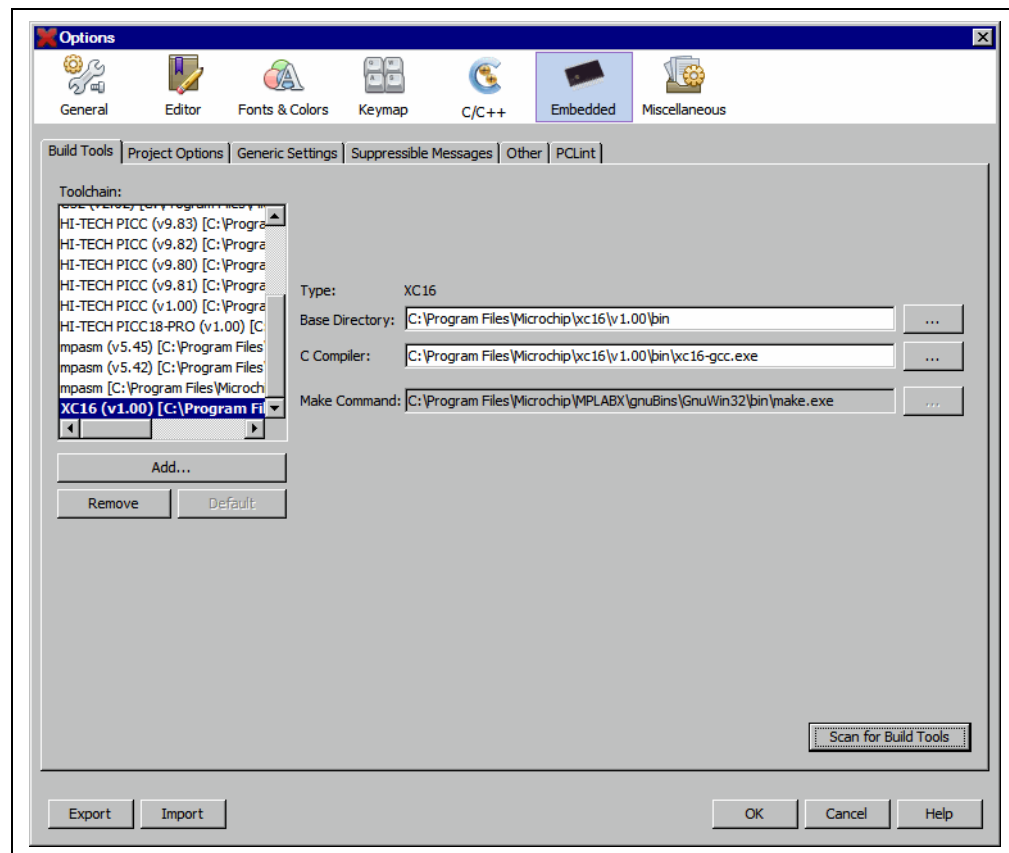 Options
General Editor Fonts & Colors Keymap C/C++ Embedded Miscellaneous
Build Tools Project Options Generic Settings Suppressible Messages Other PCLint
Toolchain:
HI-TECH PICC (v9.83) [C:\Progra
HI-TECH PICC (v9.82) [C:\Progra
HI-TECH PICC (v9.80) [C:\Progra
HI-TECH PICC (v9.81) [C:\Progra
HI-TECH PICC (v1.00) [C:\Progra
HI-TECH PICC18-PRO (v1.00) [C:
mpasm (v5.45) [C:\Program Files\
mpasm (v5.42) [C:\Program Files\
mpasm [C:\Program Files\Microch
XC16 (v1.00) [C:\Program Fil
Add...
Remove Default
Type: XC16
Base Directory: C:\Program Files\Microchip\xc16\v1.00\bin ...
C Compiler: C:\Program Files\Microchip\xc16\v1.00\bin\xc16-gcc.exe ...
Make Command: C:\Program Files\Microchip\MPLABX\gnuBins\GnuWin32\bin\make.exe ...
Scan for Build Tools
Export Import OK Cancel Help